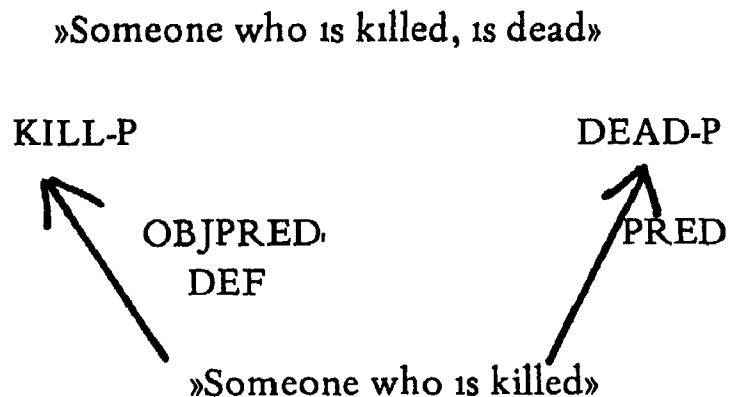 »Someone who is killed, is dead»
KILL-P DEAD-P
OBJPRED, PRED
DEF
»Someone who is killed»